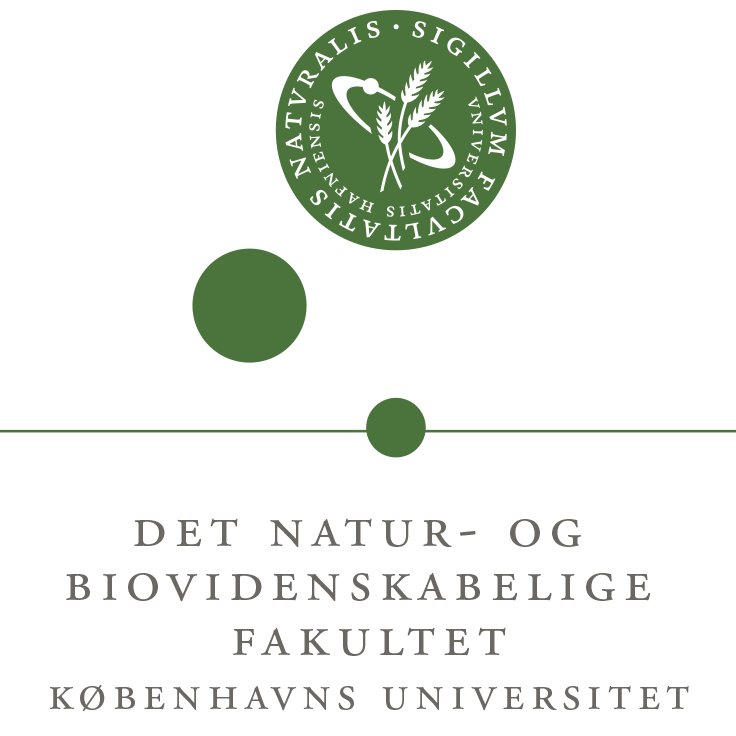 SIGILLVM FACVLTATIS NATVRALIS ·
VNIVERSITATIS HAFNIENSIS
DET NATUR- OG
BIOVIDENSKABELIGE
FAKULTET
KØBENHAVNS UNIVERSITET